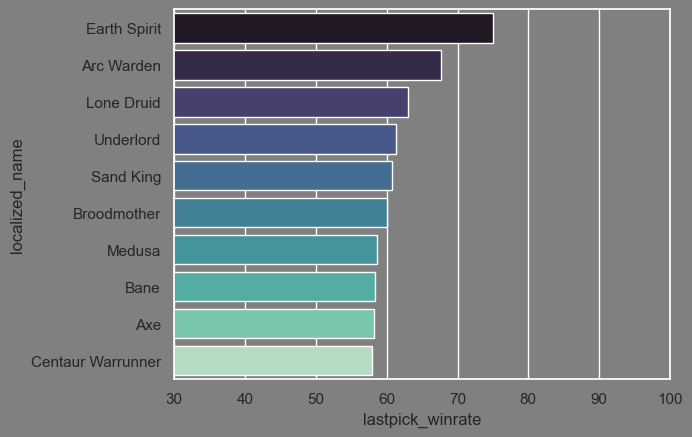 Earth Spirit
Arc Warden
Lone Druid
Underlord
Sand King
Broodmother
Medusa
Bane
Axe
Centaur Warrunner
localized_name
30 40 50 60 70 80 90 100
lastpick_winrate